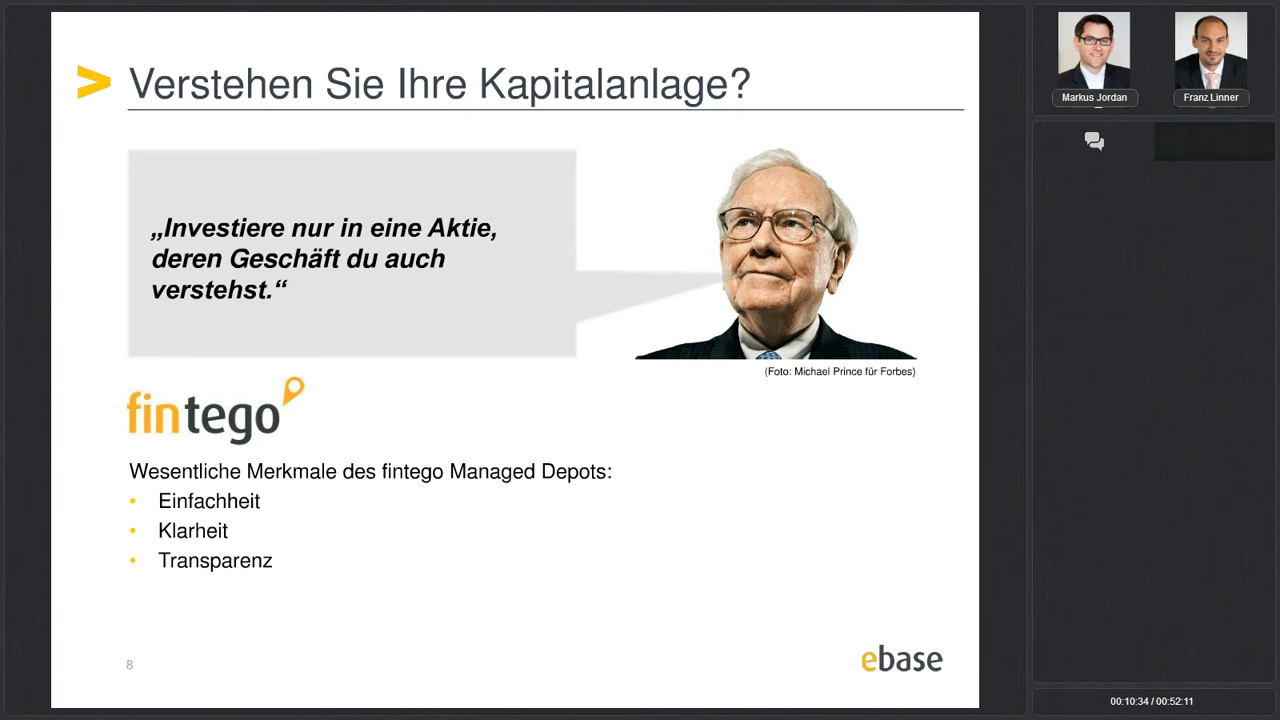 Verstehen Sie Ihre Kapitalanlage?
„Investiere nur in eine Aktie,
deren Geschäft du auch
verstehst.“
(Foto: Michael Prince für Forbes)
fintego
Wesentliche Merkmale des fintego Managed Depots:
• Einfachheit
• Klarheit
• Transparenz
8
ebase
Markus Jordan
Franz Linner
00:10:34 / 00:52:11